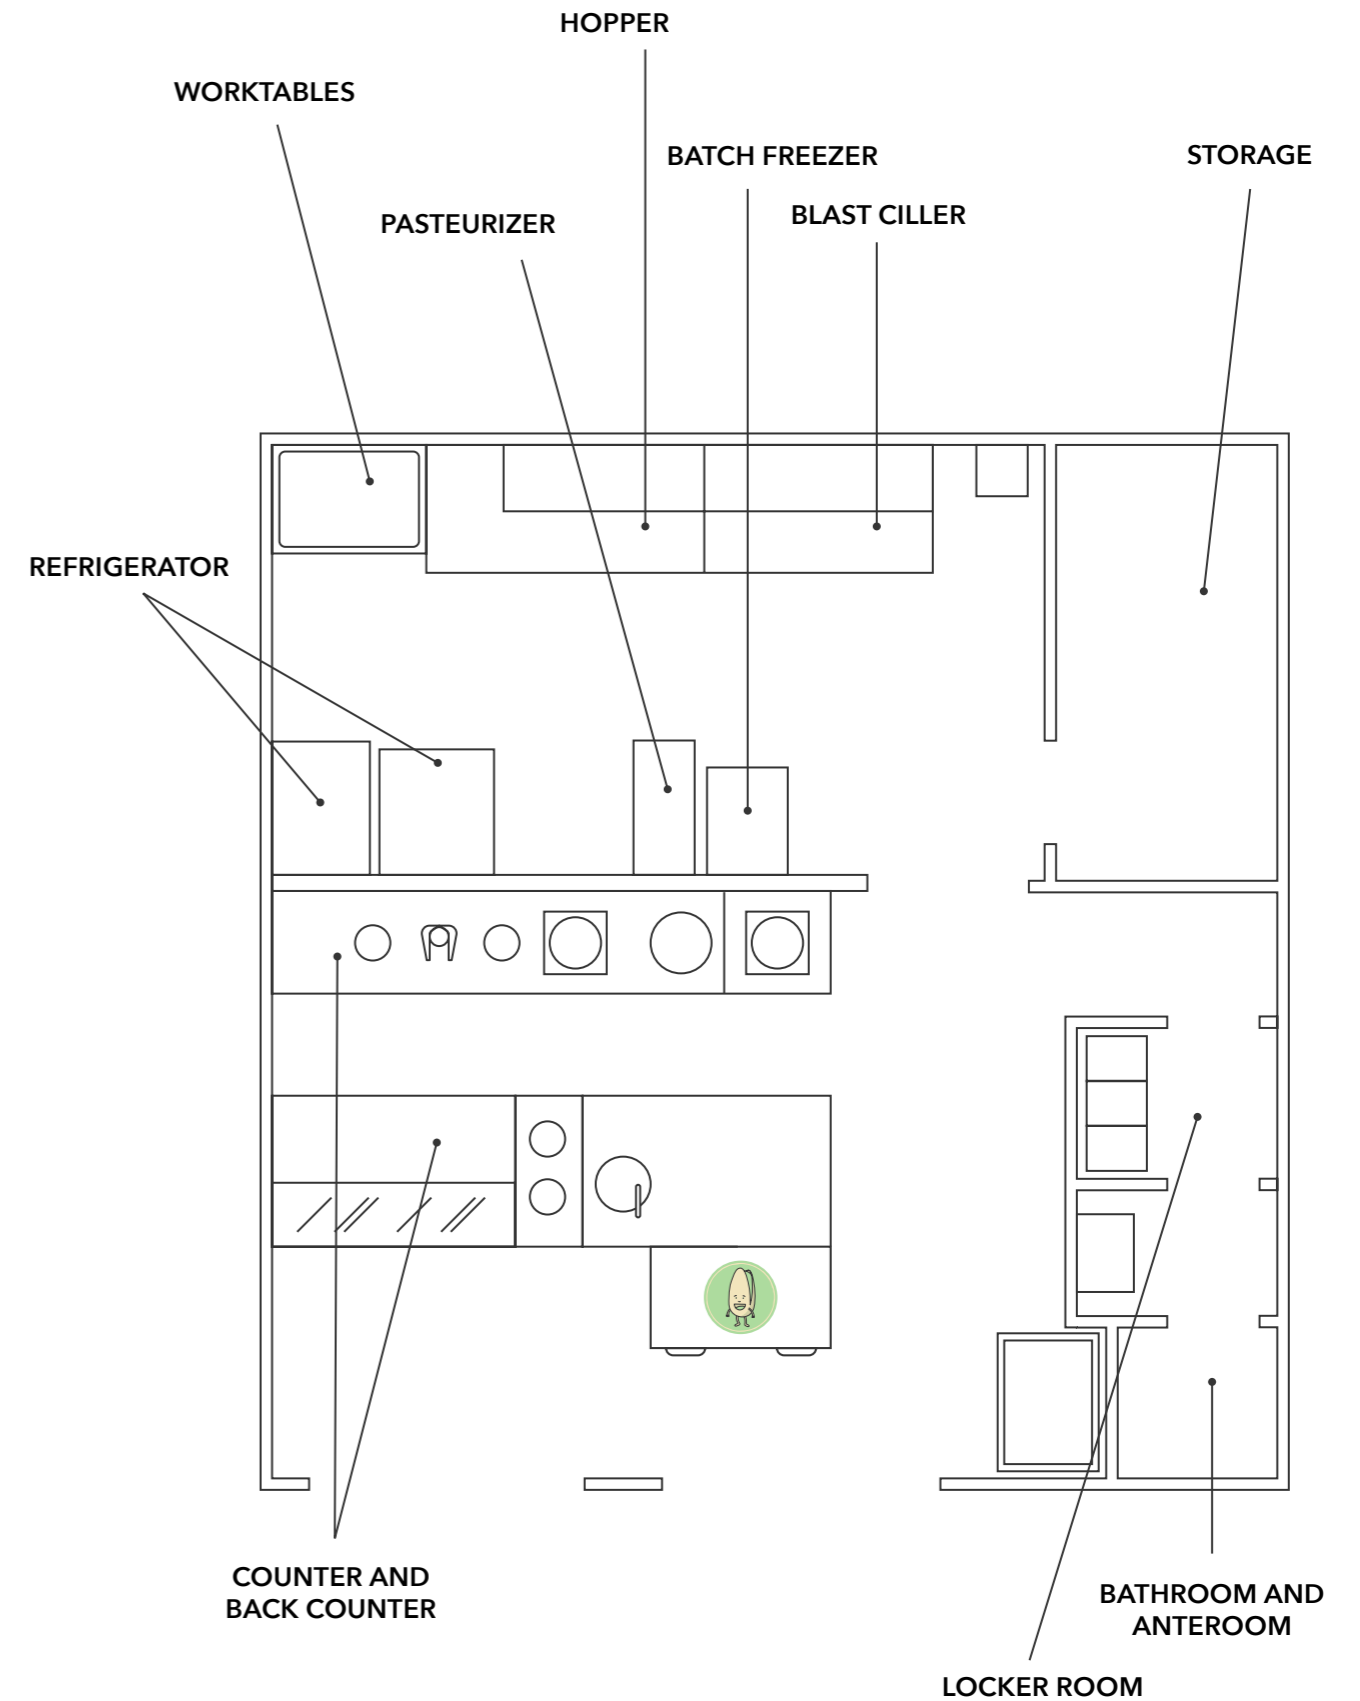 HOPPER
WORKTABLES
BATCH FREEZER
STORAGE
BLAST CILLER
PASTEURIZER
REFRIGERATOR
COUNTER AND
BACK COUNTER
BATHROOM AND
ANTEROOM
LOCKER ROOM